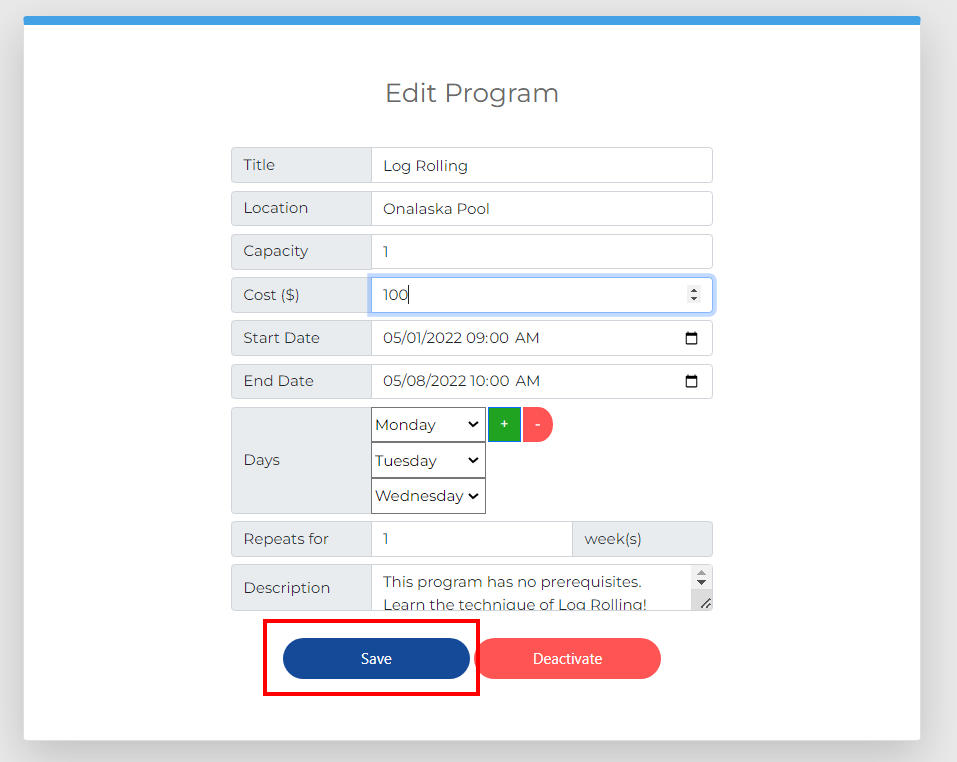 Edit Program
Title Log Rolling
Location Onalaska Pool
Capacity 1
Cost ($) 100
Start Date 05/01/2022 09:00 AM
End Date 05/08/2022 10:00 AM
Monday + -
Days Tuesday
Wednesday
Repeats for 1 week(s)
Description This program has no prerequisites.
Learn the technique of Log Rolling!
Save Deactivate